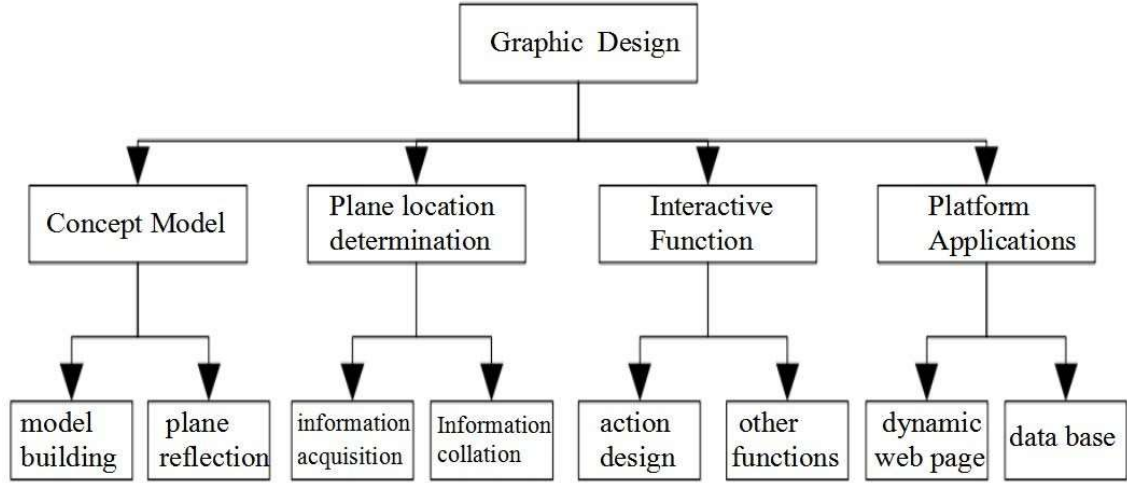 Graphic Design
Concept Model
Plane location
determination
Interactive
Function
Platform
Applications
model
building
plane
reflection
information
acquisition
Information
collation
action
design
other
functions
dynamic
web page
data base